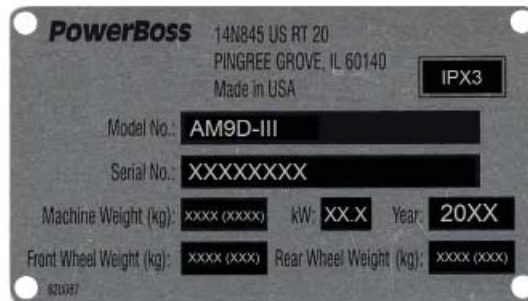 PowerBoss 14N845 US RT 20
PINGREE GROVE, IL 60140
Made in USA
IPX3
Model No.: AM9D-III
Serial No.: XXXXXXXX
Machine Weight (kg): XXXX (XXXX) kW: XX.X Year: 20XX
Front Wheel Weight (kg): XXXX (XXX) Rear Wheel Weight (kg): XXXX (XXX)